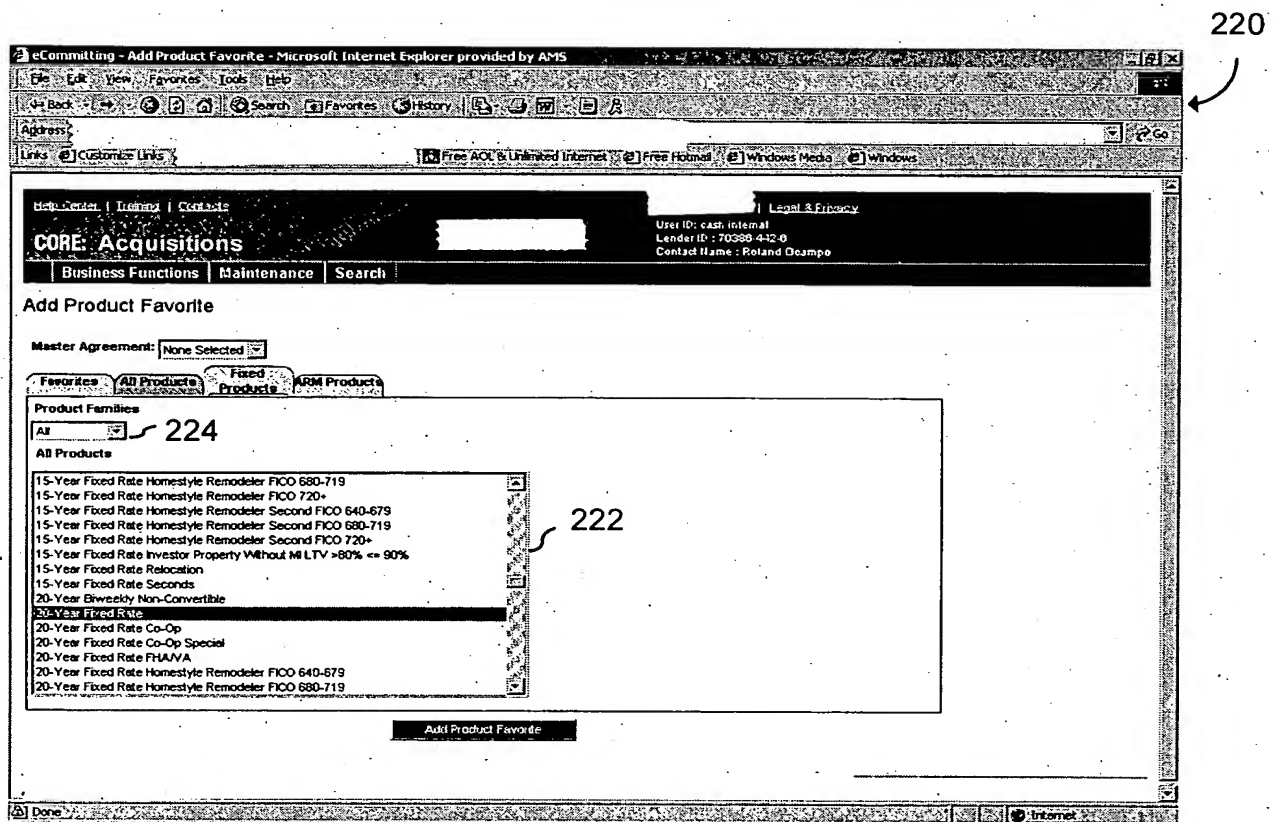 220
eCommitting - Add Product Favorite - Microsoft Internet Explorer provided by AMS
File Edit View Favorites Tools Help
Back Search Favorites History
Address Go
Links Customize Links Free AOL & Unlimited Internet Free Hotmail Windows Media Windows
Help Center | Training | Contacts | Legal & Privacy
User ID: cash internal
CORE: Acquisitions
Lender ID : 70386-442-6
Contact Name : Roland Ocampo
Business Functions Maintenance Search
Add Product Favorite
Master Agreement: None Selected
Favorites All Products Fixed Products ARM Products
Product Families
All 224
All Products
15-Year Fixed Rate Homestyle Remodeler FICO 680-719
15-Year Fixed Rate Homestyle Remodeler FICO 720+
15-Year Fixed Rate Homestyle Remodeler Second FICO 640-679
15-Year Fixed Rate Homestyle Remodeler Second FICO 680-719
222
15-Year Fixed Rate Homestyle Remodeler Second FICO 720+
15-Year Fixed Rate Investor Property Without MI LTV >80% <= 90%
15-Year Fixed Rate Relocation
15-Year Fixed Rate Seconds
20-Year Biweekly Non-Convertible
20-Year Fixed Rate
20-Year Fixed Rate Co-Op
20-Year Fixed Rate Co-Op Special
20-Year Fixed Rate FHA/VA
20-Year Fixed Rate Homestyle Remodeler FICO 640-679
20-Year Fixed Rate Homestyle Remodeler FICO 680-719
Add Product Favorite
Done Internet